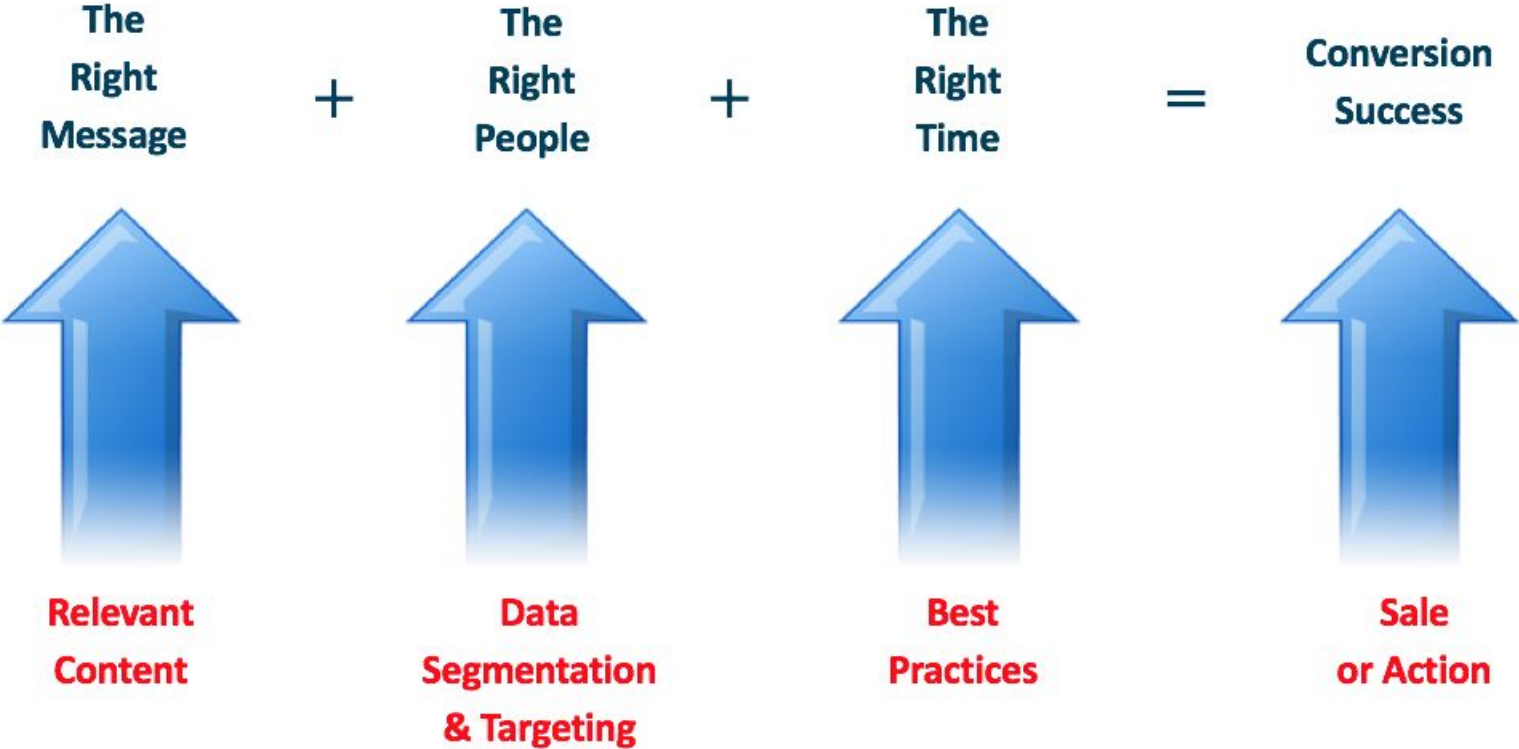 The
Right
Message
+
The
Right
People
+
The
Right
Time
=
Conversion
Success
Relevant
Content
Data
Segmentation
& Targeting
Best
Practices
Sale
or Action